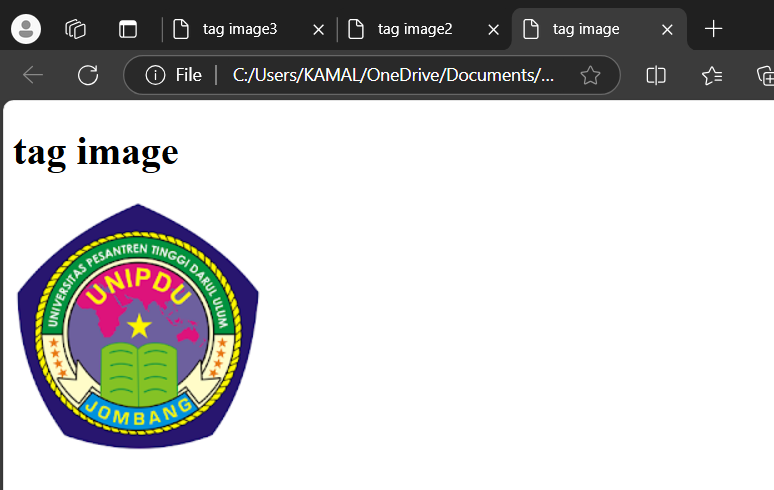 tag image3
tag image2
tag image
File
C:/Users/KAMAL/OneDrive/Documents/...
tag image
UNIVERSITAS PESANTREN TINGGI DARUL ULUM
UNIPDU
JOMBANG